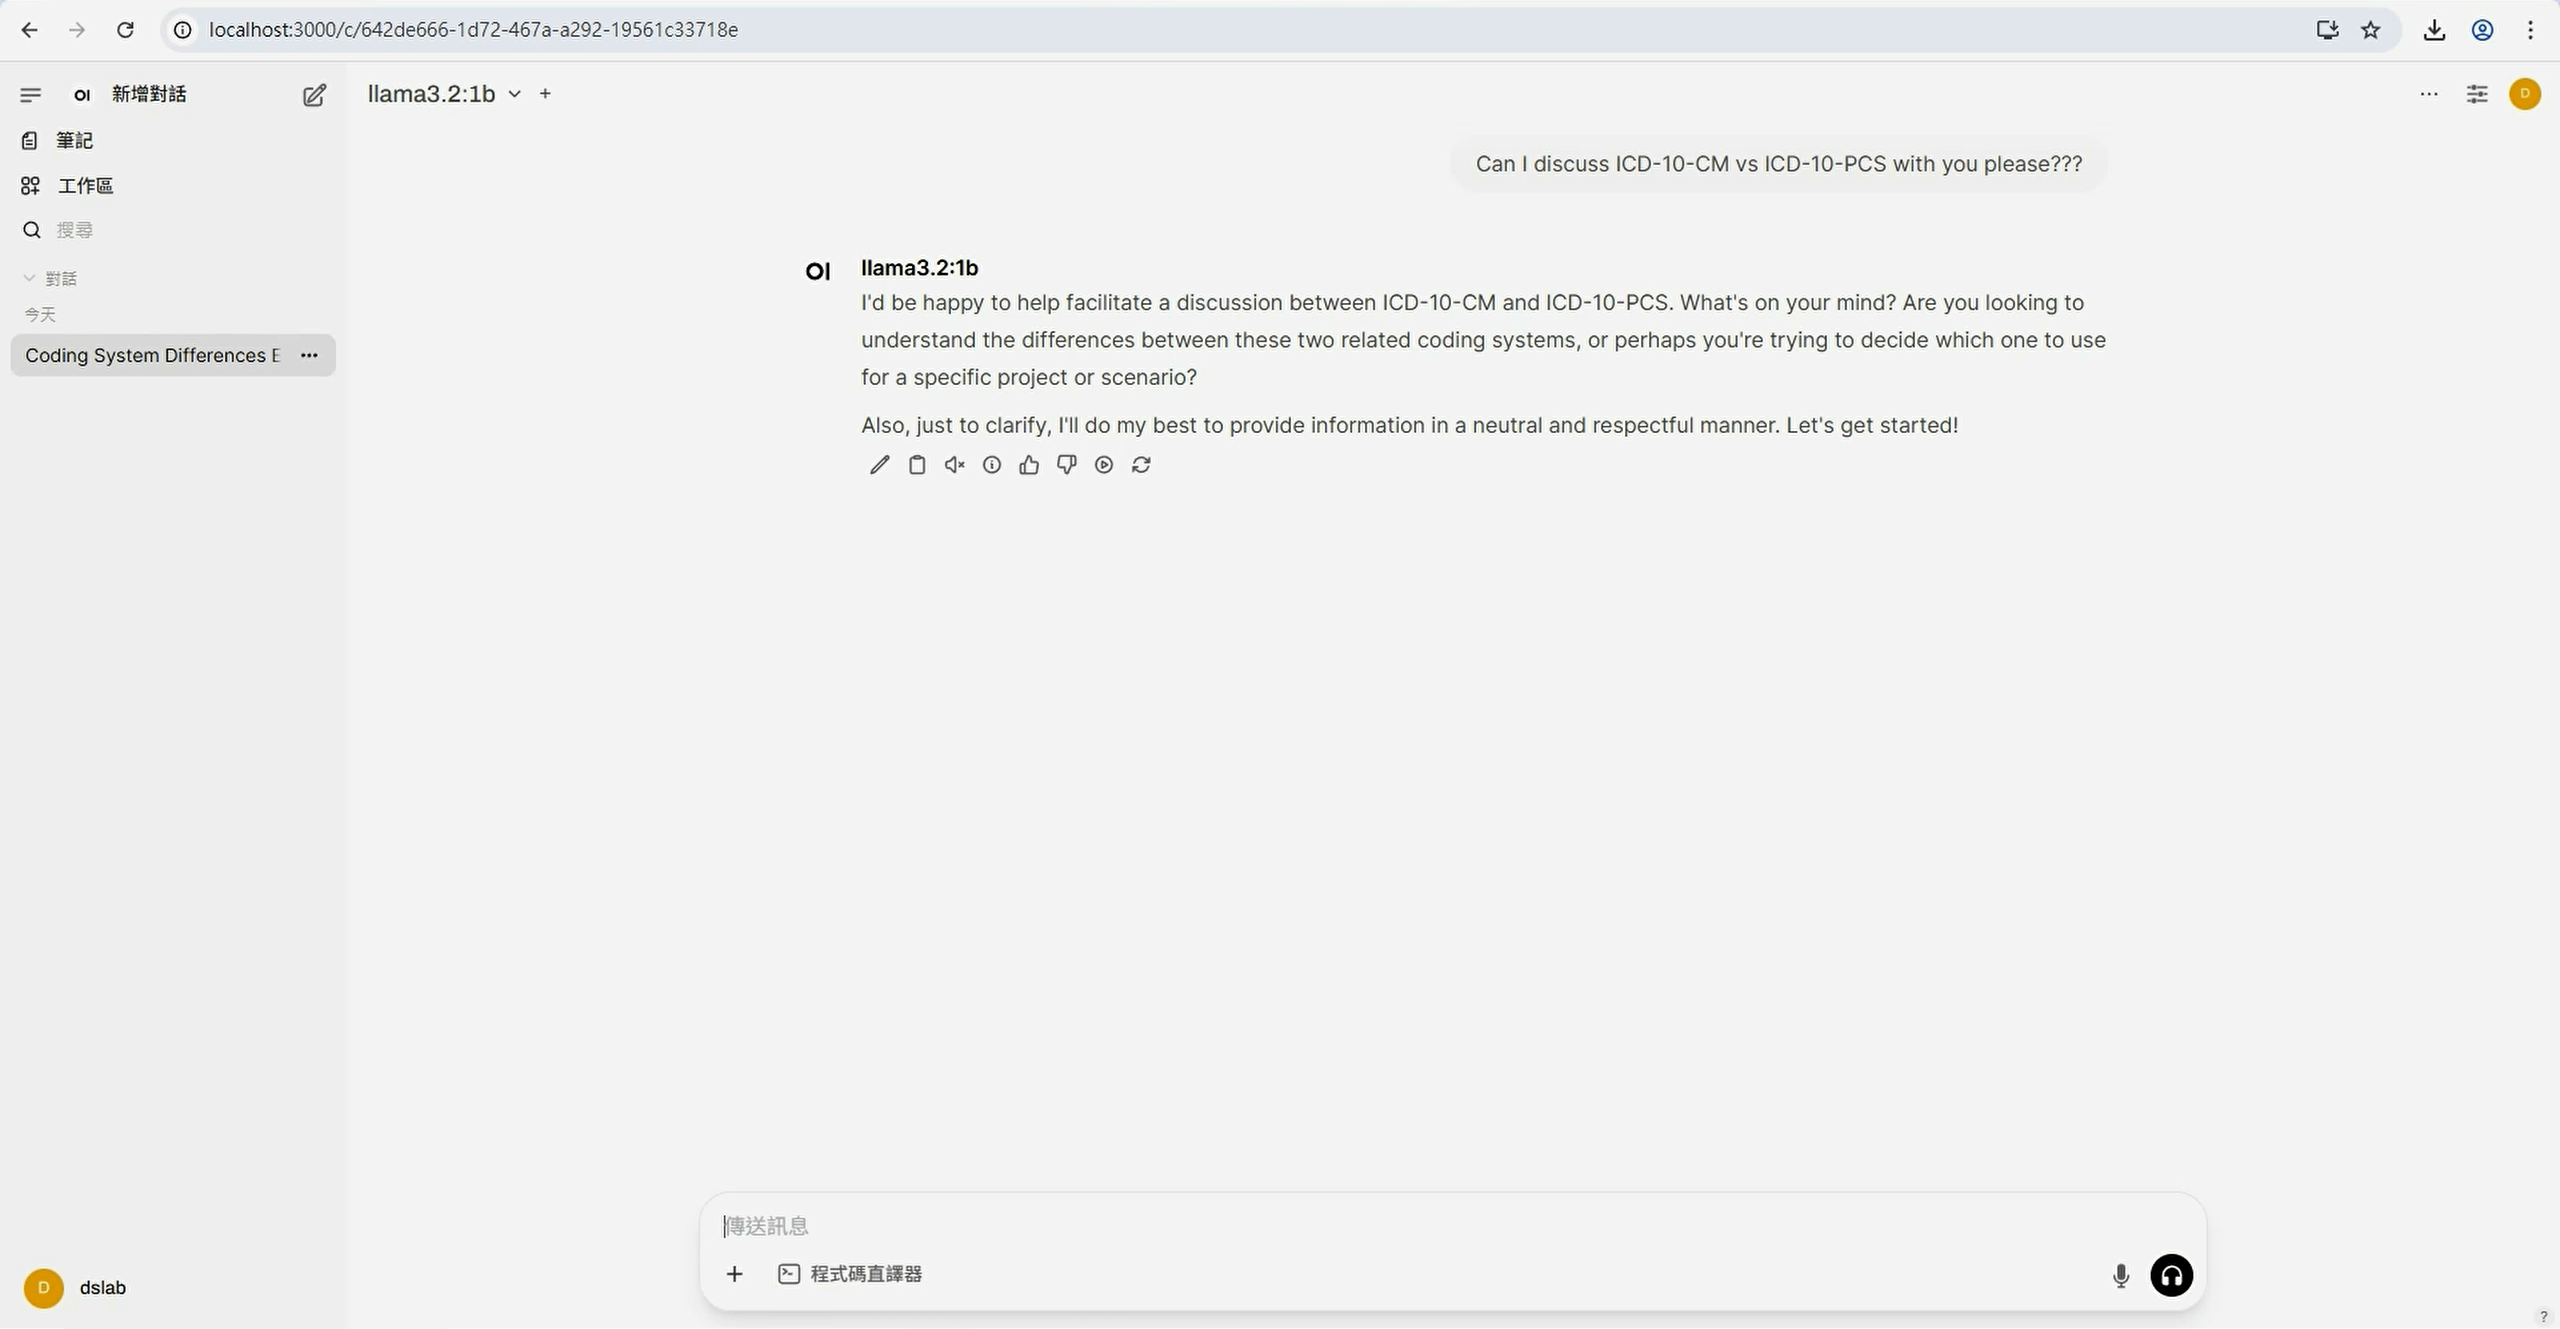 localhost:3000/c/642de666-1d72-467a-a292-19561c33718e
OI 新增對話
筆記
工作區
搜尋
對話
今天
Coding System Differences E
llama3.2:1b
D
Can I discuss ICD-10-CM vs ICD-10-PCS with you please???
OI llama3.2:1b
I'd be happy to help facilitate a discussion between ICD-10-CM and ICD-10-PCS. What's on your mind? Are you looking to
understand the differences between these two related coding systems, or perhaps you're trying to decide which one to use
for a specific project or scenario?
Also, just to clarify, I'll do my best to provide information in a neutral and respectful manner. Let's get started!
傳送訊息
程式碼直譯器
D dslab
?